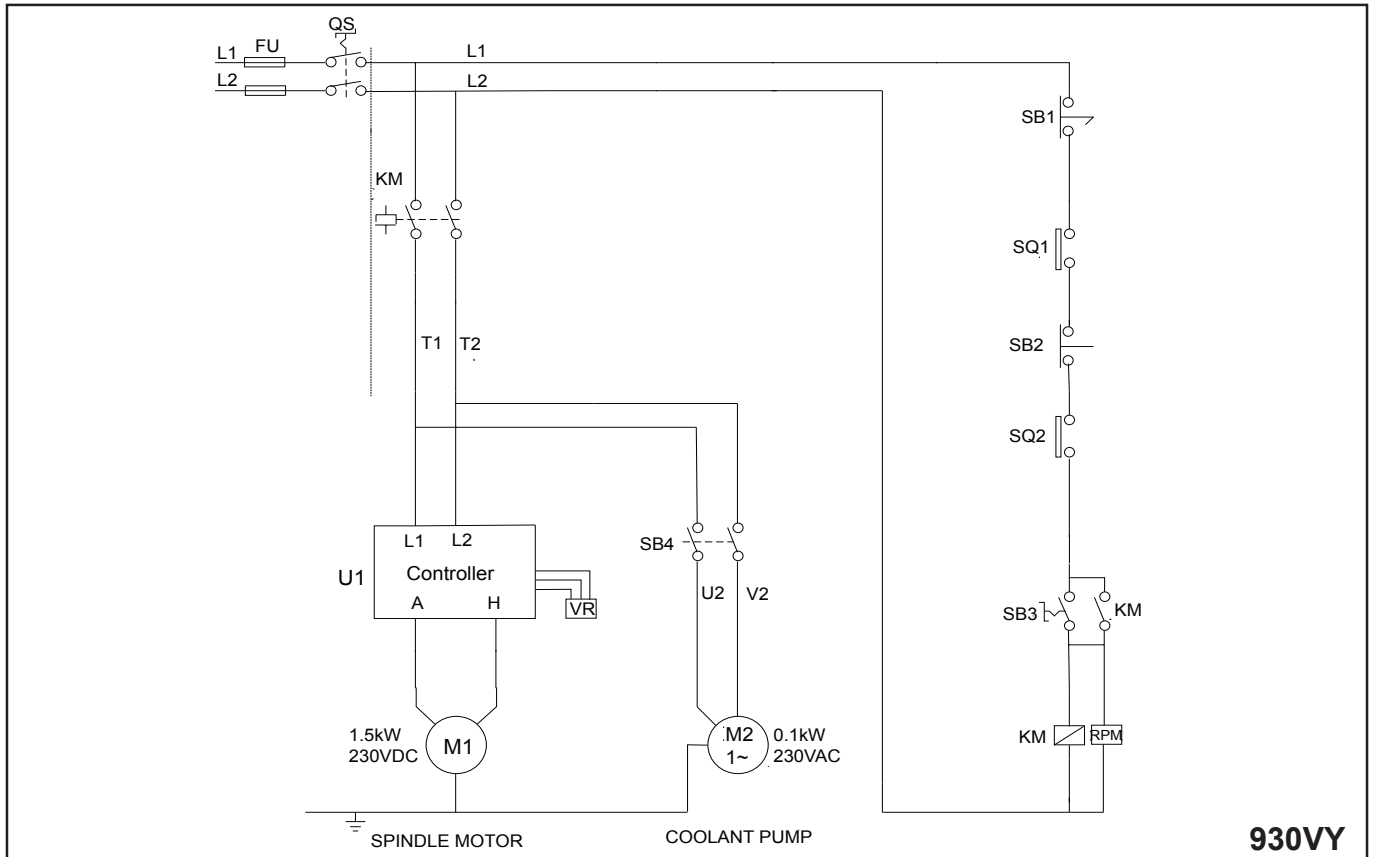 QS
L1 FU L1
L2 L2
SB1
KM
SQ1
T1 T2 SB2
SQ2
SB4
L1 L2
U1 Controller U2 V2
A H VR
SB3 KM
1.5kW M1 M2 0.1kW KM RPM
230VDC 1~ 230VAC
SPINDLE MOTOR COOLANT PUMP
930VY